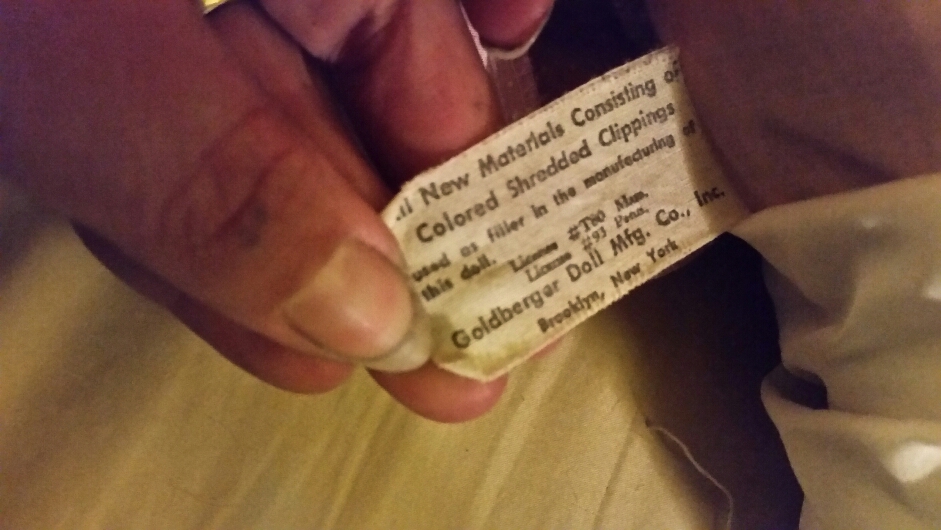 All New Materials Consisting of
Colored Shredded Clippings
used as filler in the manufacturing of
this doll. License #T80 Mass.
License #93 Penn.
Goldberger Doll Mfg. Co., Inc.
Brooklyn, New York